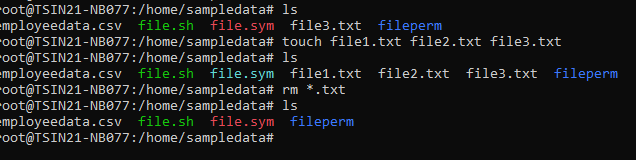 root@TSIN21-NB077:/home/sampledata# ls
employeedata.csv file.sh file.sym file3.txt fileperm
root@TSIN21-NB077:/home/sampledata# touch file1.txt file2.txt file3.txt
root@TSIN21-NB077:/home/sampledata# ls
employeedata.csv file.sh file.sym file1.txt file2.txt file3.txt fileperm
root@TSIN21-NB077:/home/sampledata# rm *.txt
root@TSIN21-NB077:/home/sampledata# ls
employeedata.csv file.sh file.sym fileperm
root@TSIN21-NB077:/home/sampledata#